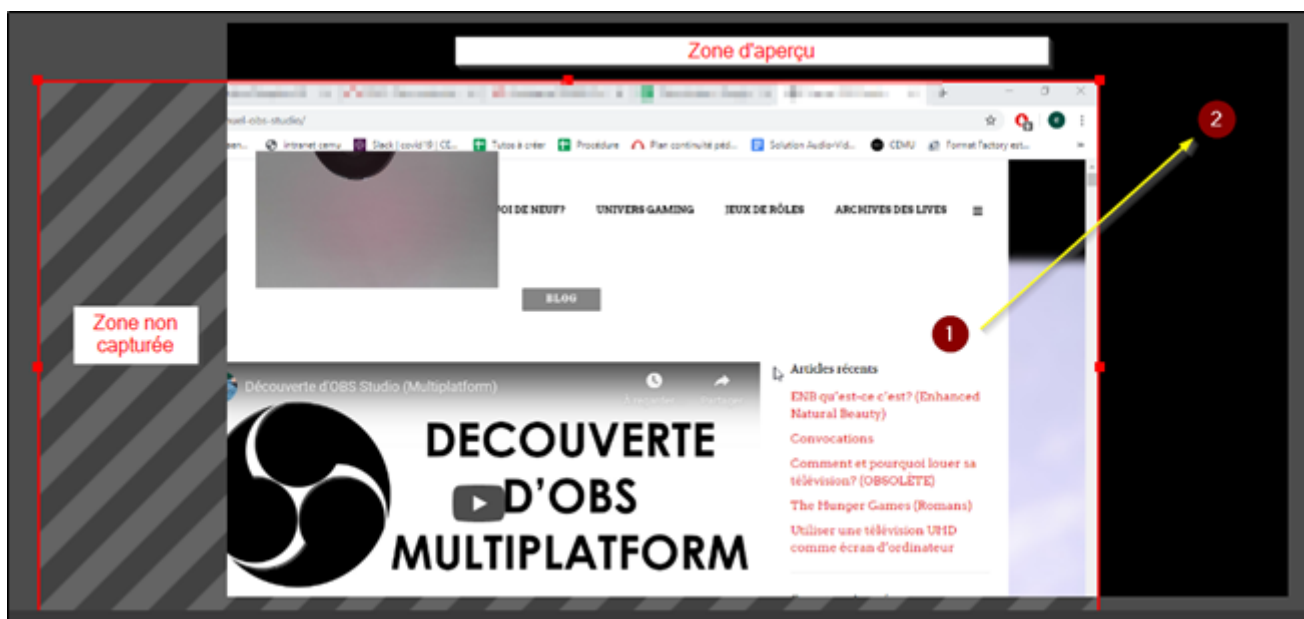 Zone d'aperçu
nuel-obs-studio/
intranet cemu Slack | covid'19 | CE... Tutos à créer Procédure Plan continuité péd... Solution Audio-Vid... CEMU Format Factory est... »
2
OI DE NEUF? UNIVERS GAMING JEUX DE RÔLES ARCHIVES DES LIVES
BLOG
Zone non
capturée
1
Articles récents
Découverte d'OBS Studio (Multiplatform)
À regarder... Partager
ENB qu'est-ce c'est? (Enhanced
Natural Beauty)
Convocations
Comment et pourquoi louer sa
télévision? (OBSOLÈTE)
The Hunger Games (Romans)
Utiliser une télévision UHD
comme écran d'ordinateur
DECOUVERTE
D'OBS
MULTIPLATFORM